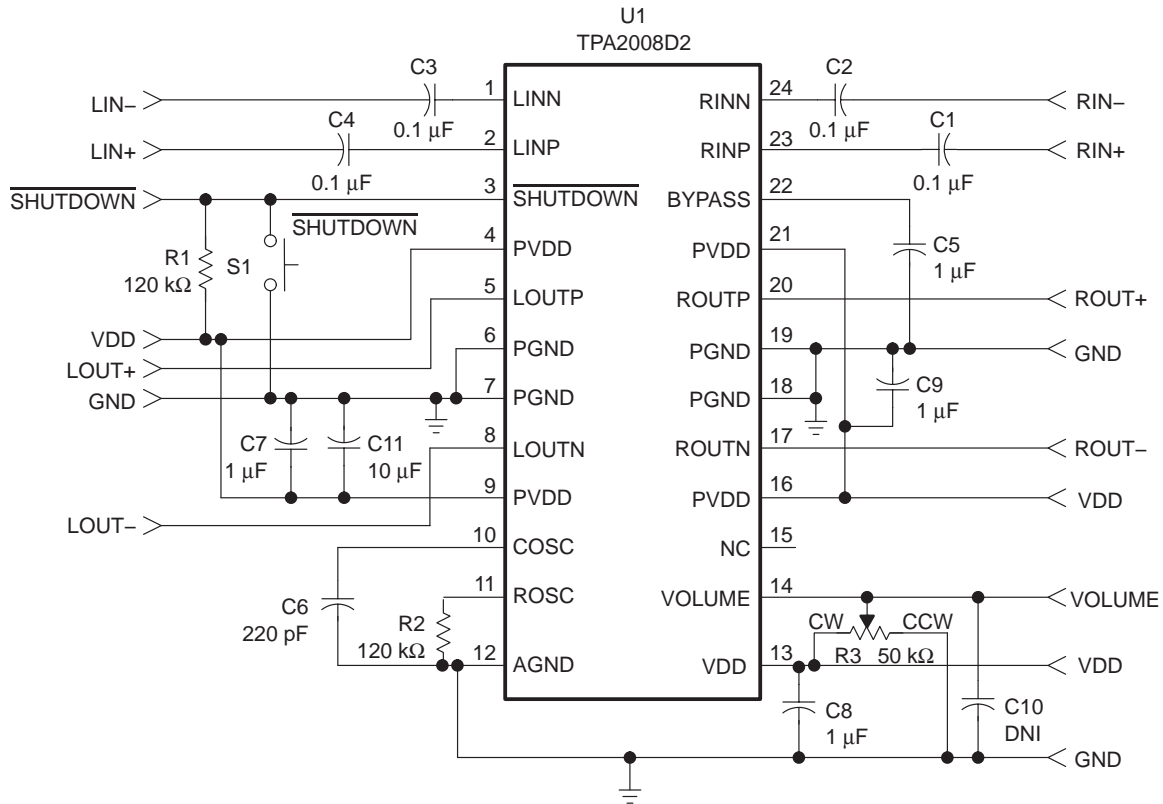 U1
TPA2008D2
C3
C2
1
LINN
RINN
24
LIN–
RIN–
C4
0.1 μF
0.1 μF
C1
2
LINP
RINP
23
LIN+
RIN+
0.1 μF
0.1 μF
3
SHUTDOWN
BYPASS
22
SHUTDOWN
SHUTDOWN
4
PVDD
PVDD
21
C5
1 μF
R1
120 kΩ
S1
5
LOUTP
ROUTP
20
ROUT+
VDD
6
PGND
PGND
19
GND
LOUT+
7
PGND
PGND
18
C9
1 μF
GND
C7
1 μF
C11
10 μF
8
LOUTN
ROUTN
17
ROUT–
9
PVDD
PVDD
16
VDD
LOUT–
10
COSC
NC
15
11
ROSC
VOLUME
14
VOLUME
C6
220 pF
R2
120 kΩ
CW
CCW
R3
50 kΩ
12
AGND
VDD
13
VDD
C8
1 μF
C10
DNI
GND